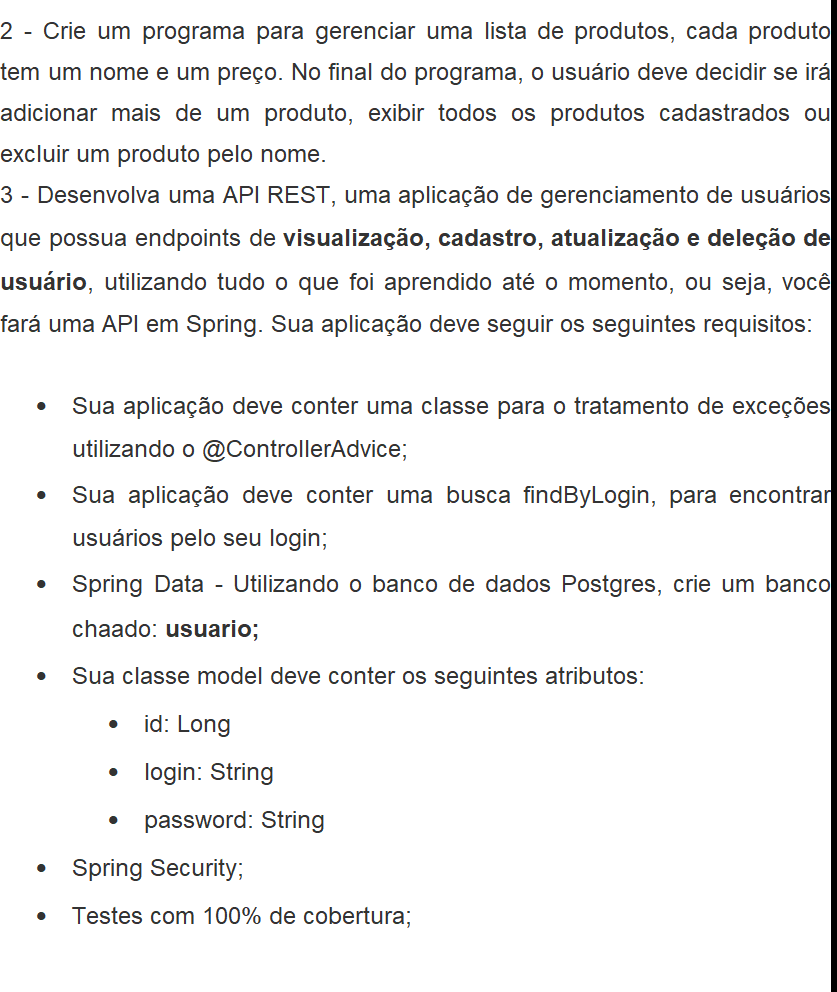 2 - Crie um programa para gerenciar uma lista de produtos, cada produto
tem um nome e um preço. No final do programa, o usuário deve decidir se irá
adicionar mais de um produto, exibir todos os produtos cadastrados ou
excluir um produto pelo nome.
3 - Desenvolva uma API REST, uma aplicação de gerenciamento de usuários
que possua endpoints de visualização, cadastro, atualização e deleção de
usuário, utilizando tudo o que foi aprendido até o momento, ou seja, você
fará uma API em Spring. Sua aplicação deve seguir os seguintes requisitos:
• Sua aplicação deve conter uma classe para o tratamento de exceções
utilizando o @ControllerAdvice;
• Sua aplicação deve conter uma busca findByLogin, para encontrar
usuários pelo seu login;
• Spring Data - Utilizando o banco de dados Postgres, crie um banco
chaado: usuario;
• Sua classe model deve conter os seguintes atributos:
• id: Long
• login: String
• password: String
• Spring Security;
• Testes com 100% de cobertura;